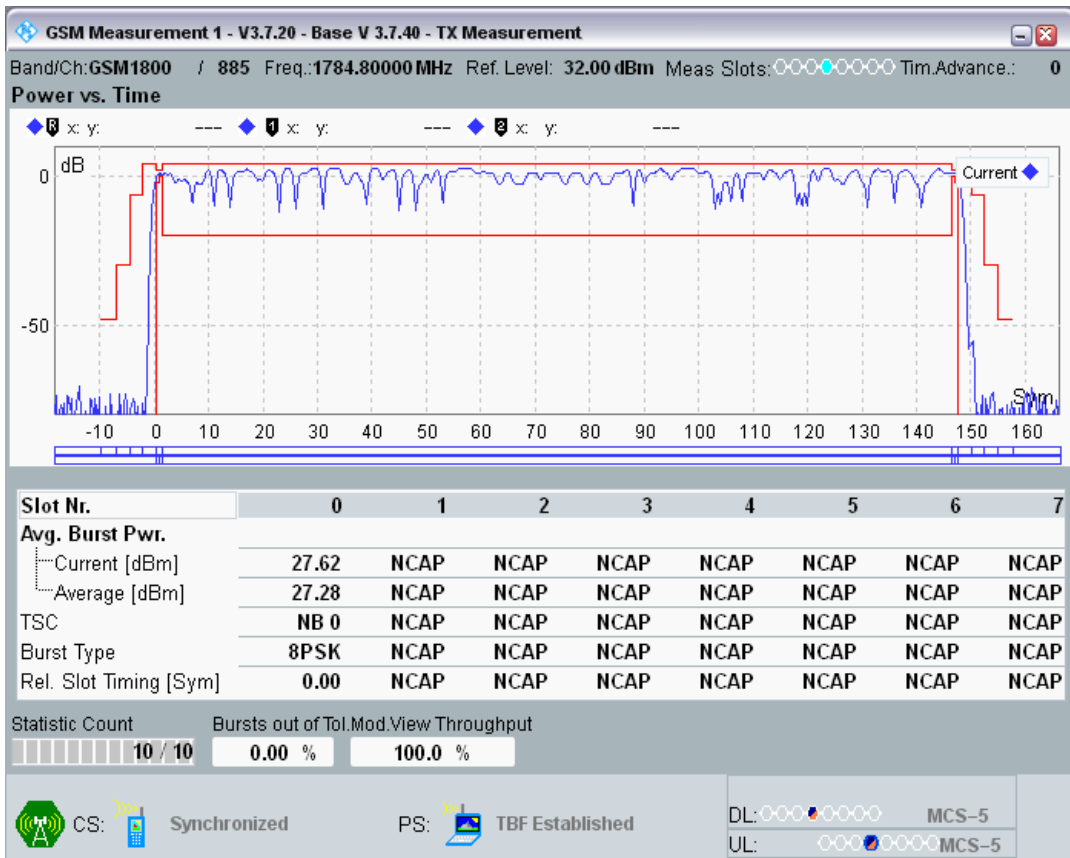 GSM Measurement 1 - V3.7.20 - Base V 3.7.40 - TX Measurement
Band/Ch:GSM1800 / 885 Freq.:1784.80000 MHz Ref. Level: 32.00 dBm Meas Slots: Tim.Advance.: 0
Power vs. Time
R x: y: --- 1 x: y: --- 2 x: y: ---
dB
Current
0
-50
Sym
-10 0 10 20 30 40 50 60 70 80 90 100 110 120 130 140 150 160
Slot Nr. 0 1 2 3 4 5 6 7
Avg. Burst Pwr.
Current [dBm] 27.62 NCAP NCAP NCAP NCAP NCAP NCAP NCAP
Average [dBm] 27.28 NCAP NCAP NCAP NCAP NCAP NCAP NCAP
TSC NB 0 NCAP NCAP NCAP NCAP NCAP NCAP NCAP
Burst Type 8PSK NCAP NCAP NCAP NCAP NCAP NCAP NCAP
Rel. Slot Timing [Sym] 0.00 NCAP NCAP NCAP NCAP NCAP NCAP NCAP
Statistic Count Bursts out of Tol.Mod.View Throughput
10 / 10 0.00 % 100.0 %
CS: Synchronized PS: TBF Established DL: MCS-5
UL: MCS-5